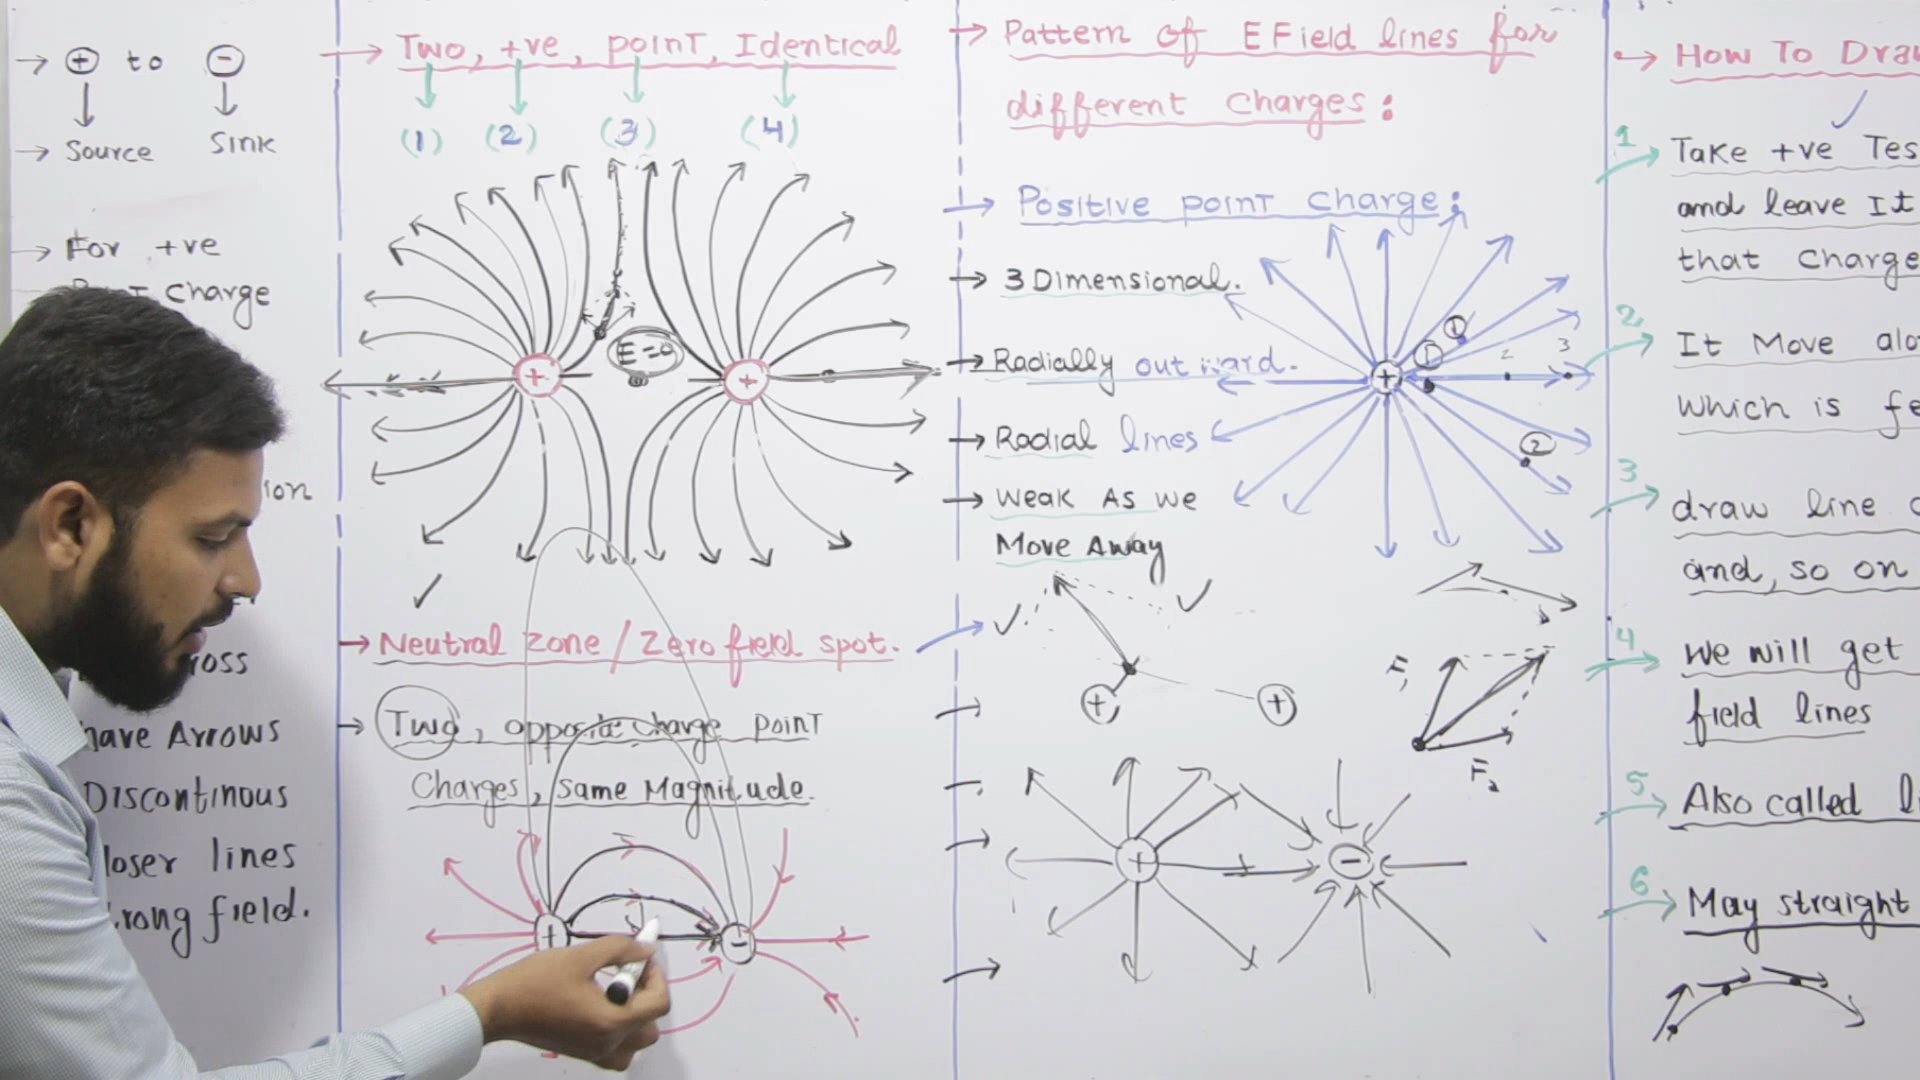 → + to -
Source Sink
→ For +ve
Charge
ion
ross
have Arrows
Discontinous
loser lines
trong field.
→ Two, +ve, point, Identical
(1) (2) (3) (4)
+ E=0 +
→ Neutral zone / Zero field spot.
→ Two, opposite charge point
Charges, same Magnitude.
+ -
→ Pattern of E Field lines for
different charges:
→ Positive point charge:
→ 3 Dimensional.
→ Radially outward.
→ Radial lines
→ Weak As we
Move Away
1
1 2 3
+
2
+ +
F1
F2
+ -
→ How To Draw
1 Take +ve Tes
and leave It
that charge
2 It Move alo
which is fe
3 draw line
and, so on
4 We will get
field lines
5 Also called li
6 May straight